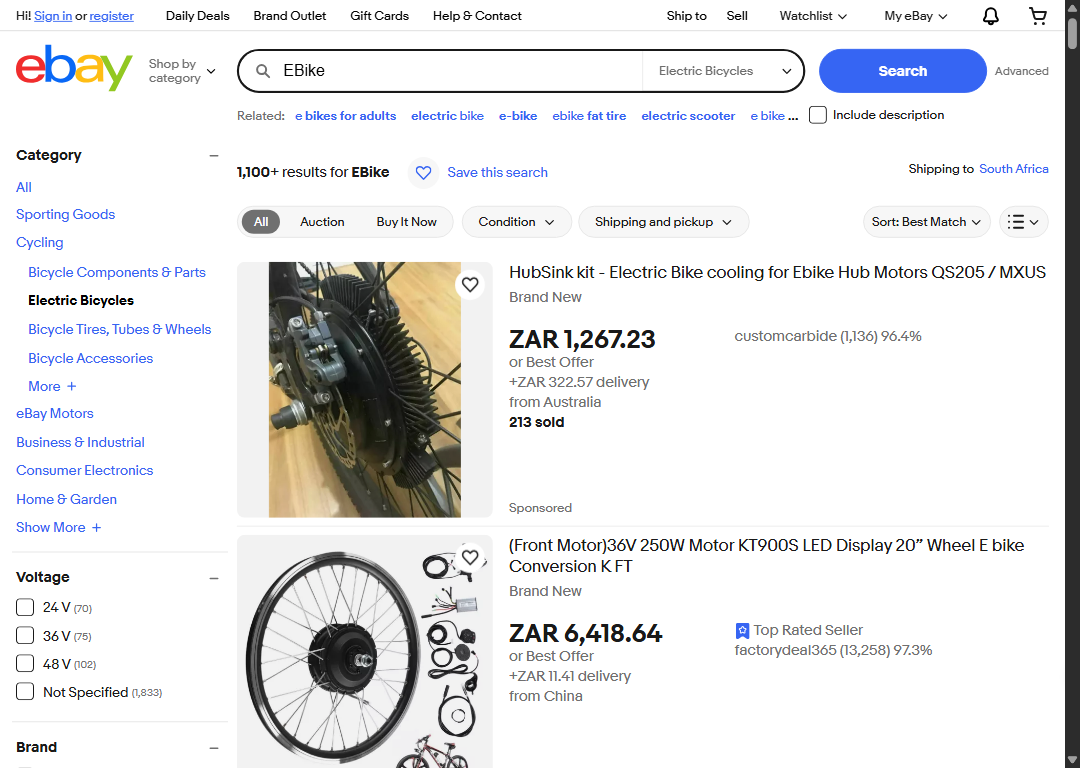 Hi! Sign in or register
Daily Deals
Brand Outlet
Gift Cards
Help & Contact
Ship to
Sell
Watchlist
My eBay
ebay
Shop by
category
EBike
Electric Bicycles
Search
Advanced
Related: e bikes for adults electric bike e-bike ebike fat tire electric scooter e bike ...
Include description
Category
All
Sporting Goods
Cycling
Bicycle Components & Parts
Electric Bicycles
Bicycle Tires, Tubes & Wheels
Bicycle Accessories
More +
eBay Motors
Business & Industrial
Consumer Electronics
Home & Garden
Show More +
Voltage
24 V (70)
36 V (75)
48 V (102)
Not Specified (1,833)
Brand
1,100+ results for EBike
Save this search
Shipping to South Africa
All
Auction
Buy It Now
Condition
Shipping and pickup
Sort: Best Match
HubSink kit - Electric Bike cooling for Ebike Hub Motors QS205 / MXUS
Brand New
ZAR 1,267.23
or Best Offer
+ZAR 322.57 delivery
from Australia
213 sold
customcarbide (1,136) 96.4%
Sponsored
(Front Motor)36V 250W Motor KT900S LED Display 20” Wheel E bike
Conversion K FT
Brand New
ZAR 6,418.64
or Best Offer
+ZAR 11.41 delivery
from China
Top Rated Seller
factorydeal365 (13,258) 97.3%